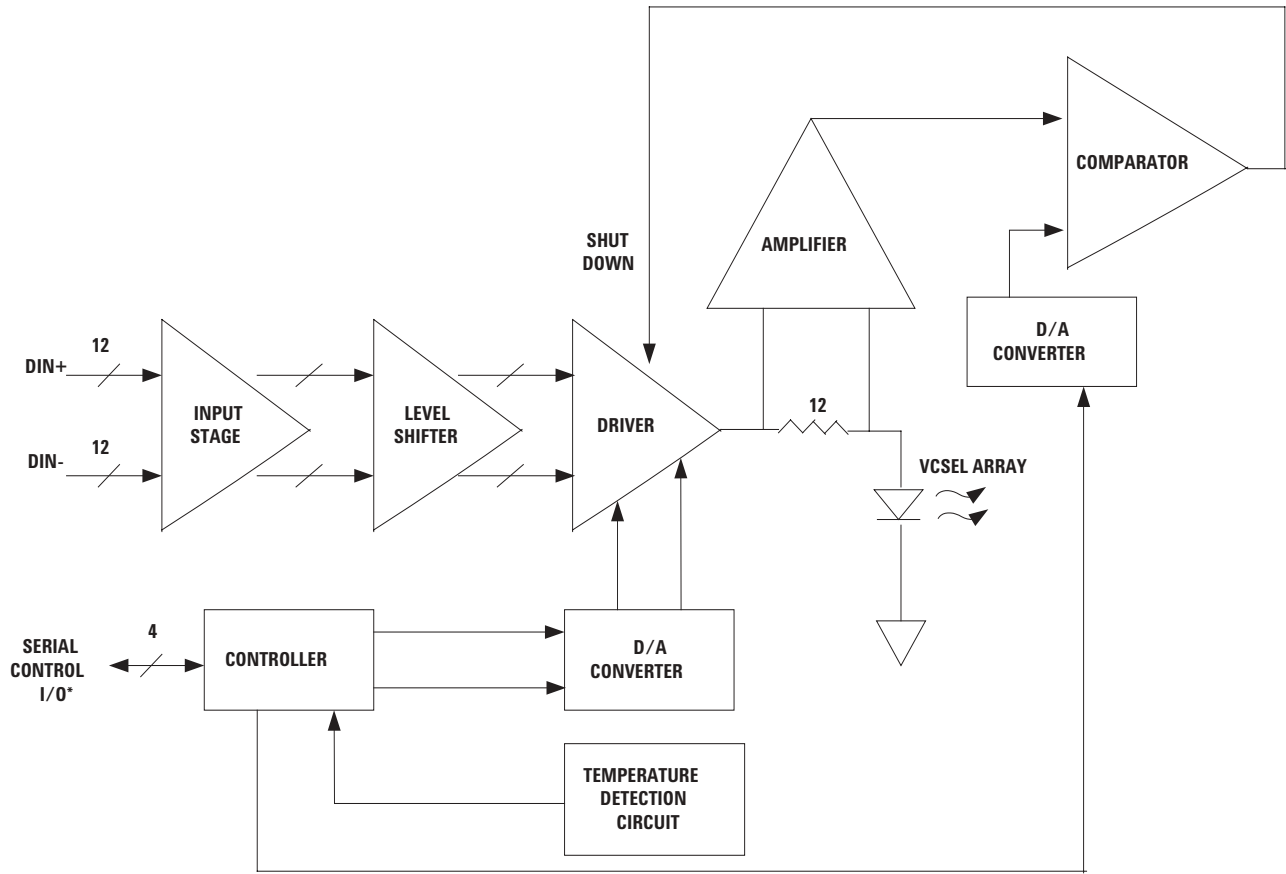 COMPARATOR
SHUT
DOWN
AMPLIFIER
D/A
CONVERTER
DIN+
12
INPUT
STAGE
LEVEL
SHIFTER
DRIVER
12
DIN-
12
VCSEL ARRAY
SERIAL
CONTROL
I/O*
4
CONTROLLER
D/A
CONVERTER
TEMPERATURE
DETECTION
CIRCUIT